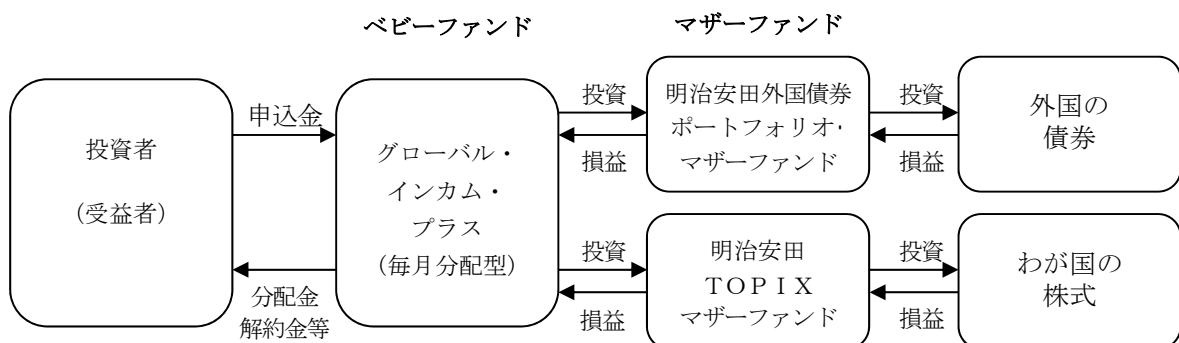 ベビーファンド
マザーファンド
投資者
(受益者)
申込金
分配金
解約金等
グローバル・
インカム・
プラス
(毎月分配型)
投資
損益
明治安田外国債券
ポートフォリオ・
マザーファンド
投資
損益
外国の
債券
投資
損益
明治安田
TOPIX
マザーファンド
投資
損益
わが国の
株式